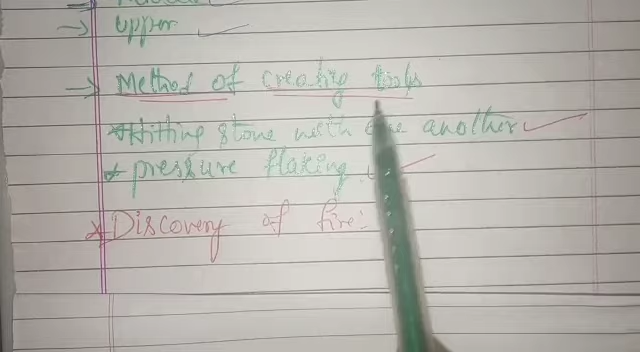 → Upper
→ Method of creating tools
* Hitting stone with one another
* pressure flaking
* Discovery of fire: